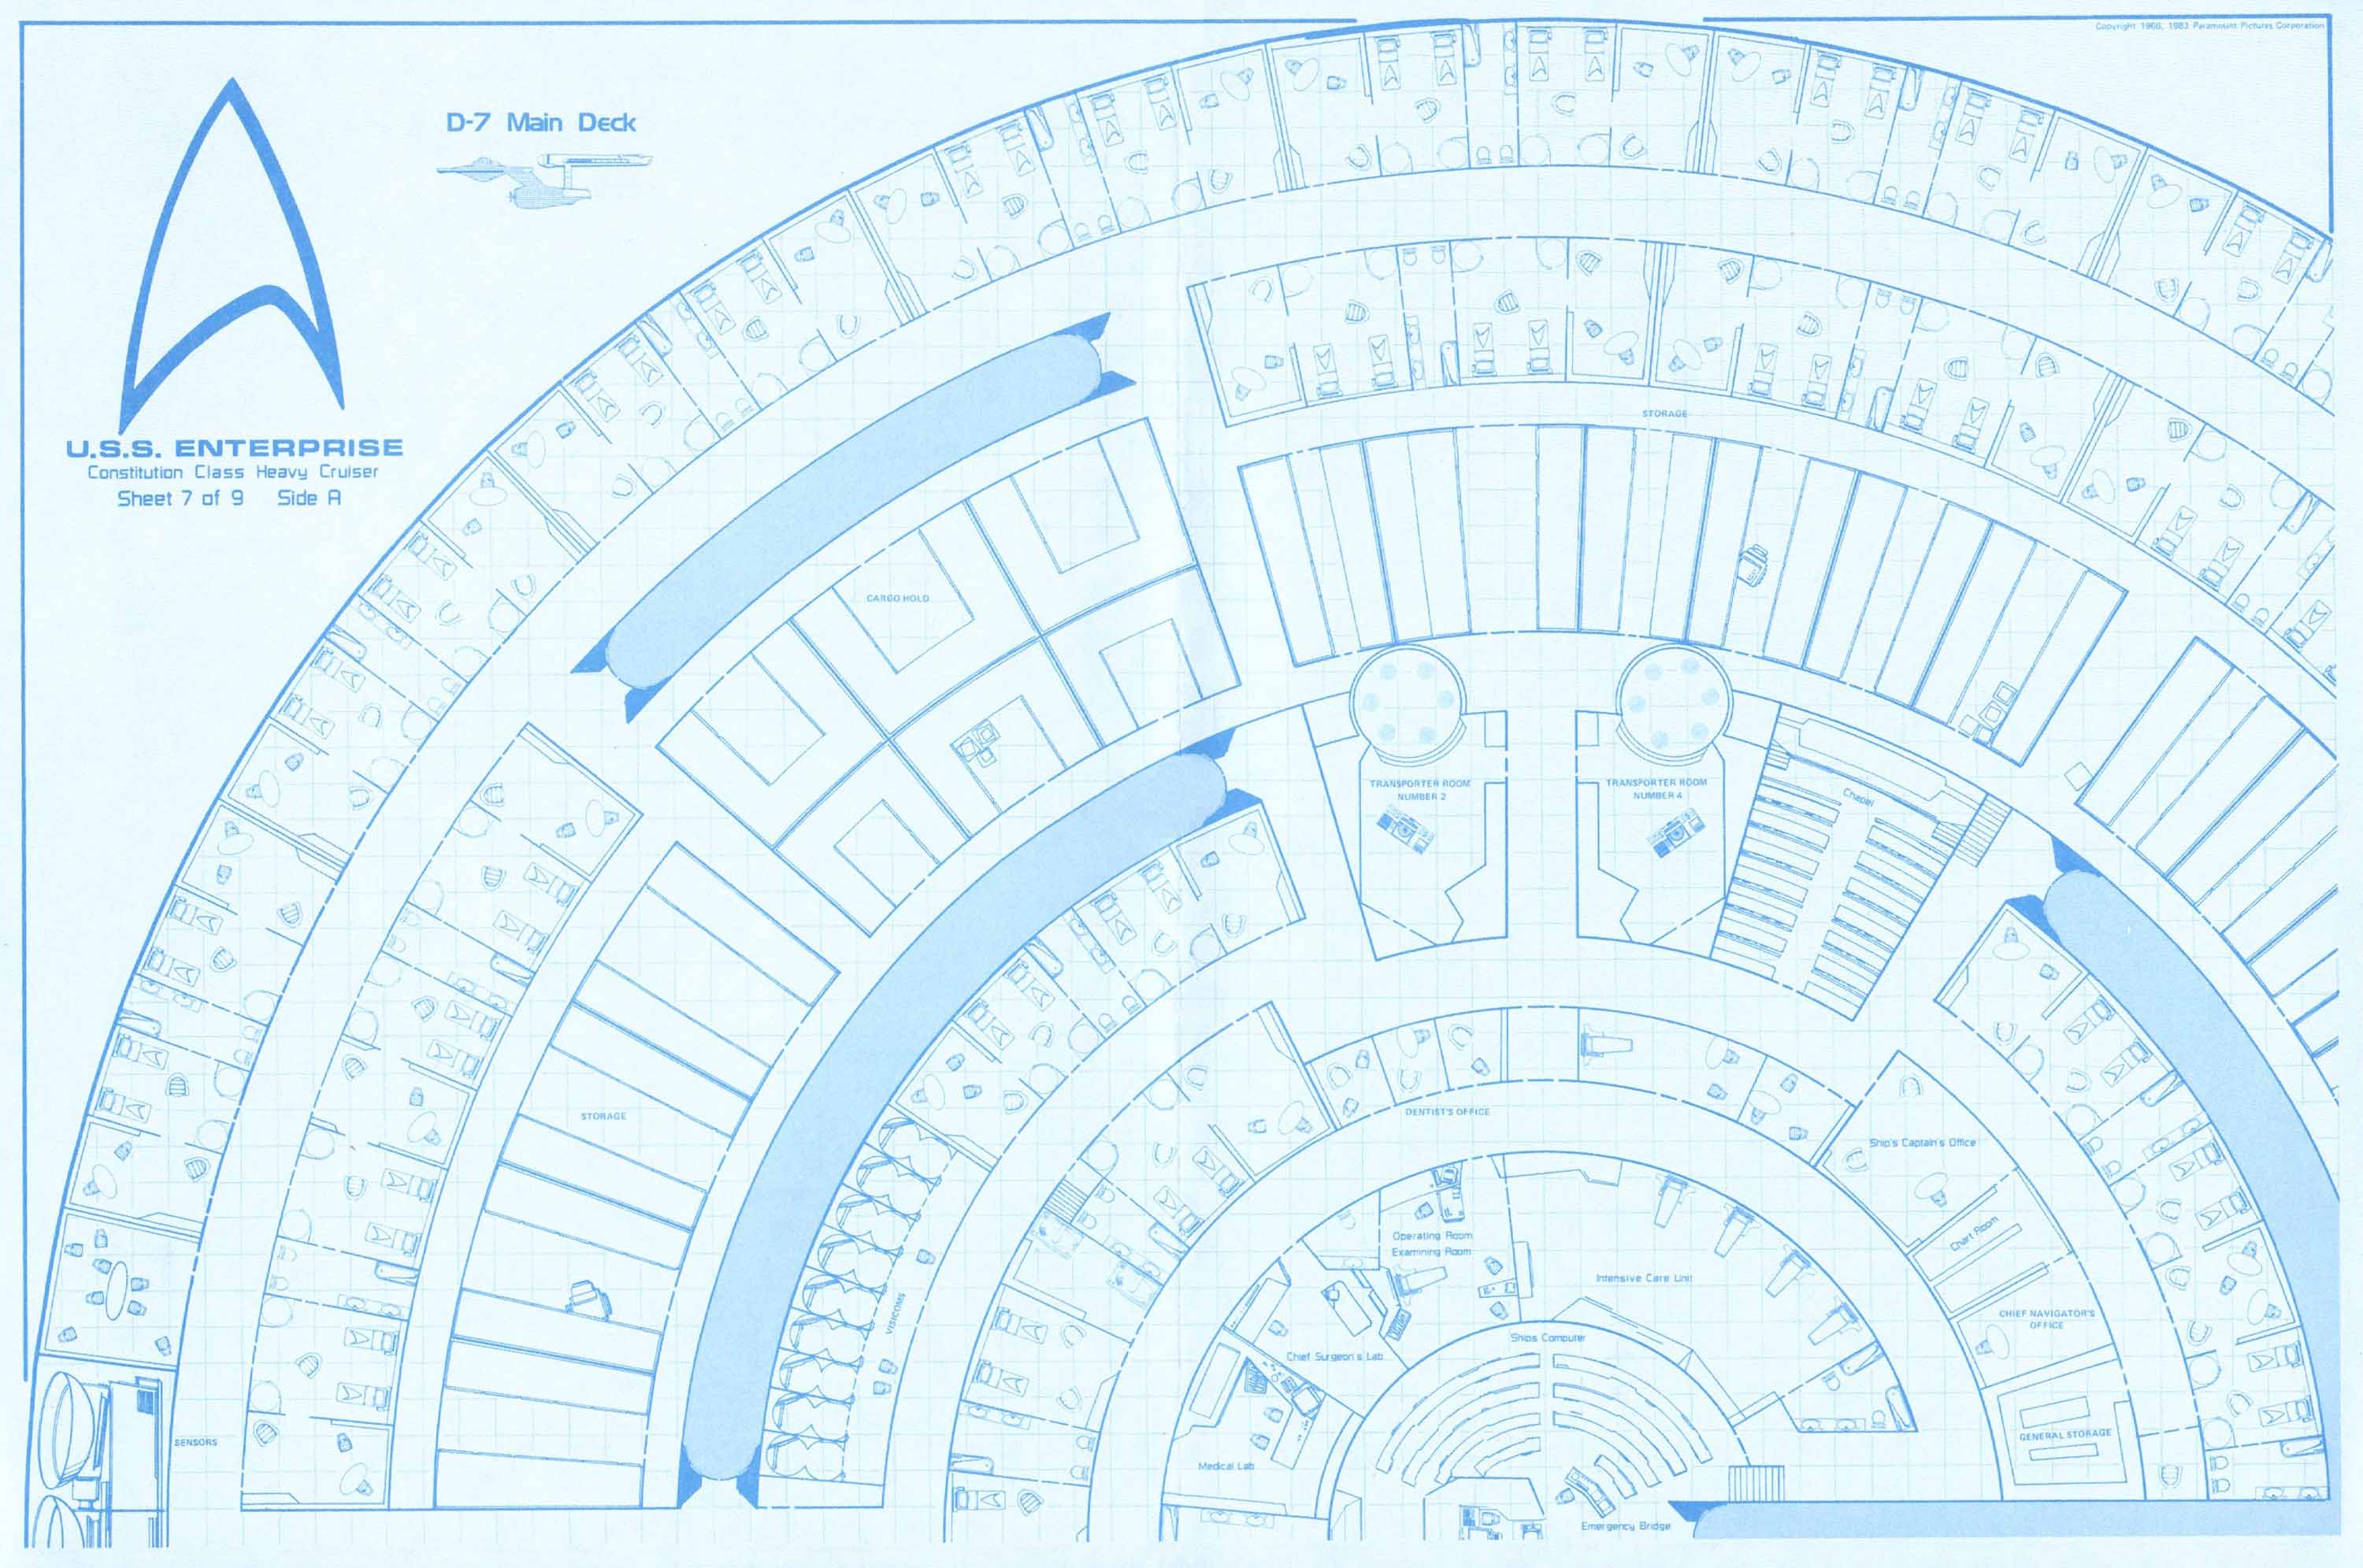 Copyright 1966, 1983 Paramount Pictures Corporation
D-7 Main Deck
U.S.S. ENTERPRISE
Constitution Class Heavy Cruiser
Sheet 7 of 9 Side A
STORAGE
CARGO HOLD
TRANSPORTER ROOM
NUMBER 2
TRANSPORTER ROOM
NUMBER 4
Chapel
STORAGE
DENTIST'S OFFICE
Ship's Captain's Office
Operating Room
Examining Room
Chart Room
Intensive Care Unit
VISICOMS
CHIEF NAVIGATOR'S
OFFICE
Ships Computer
Chief Surgeon's Lab
GENERAL STORAGE
SENSORS
Medical Lab
Emergency Bridge